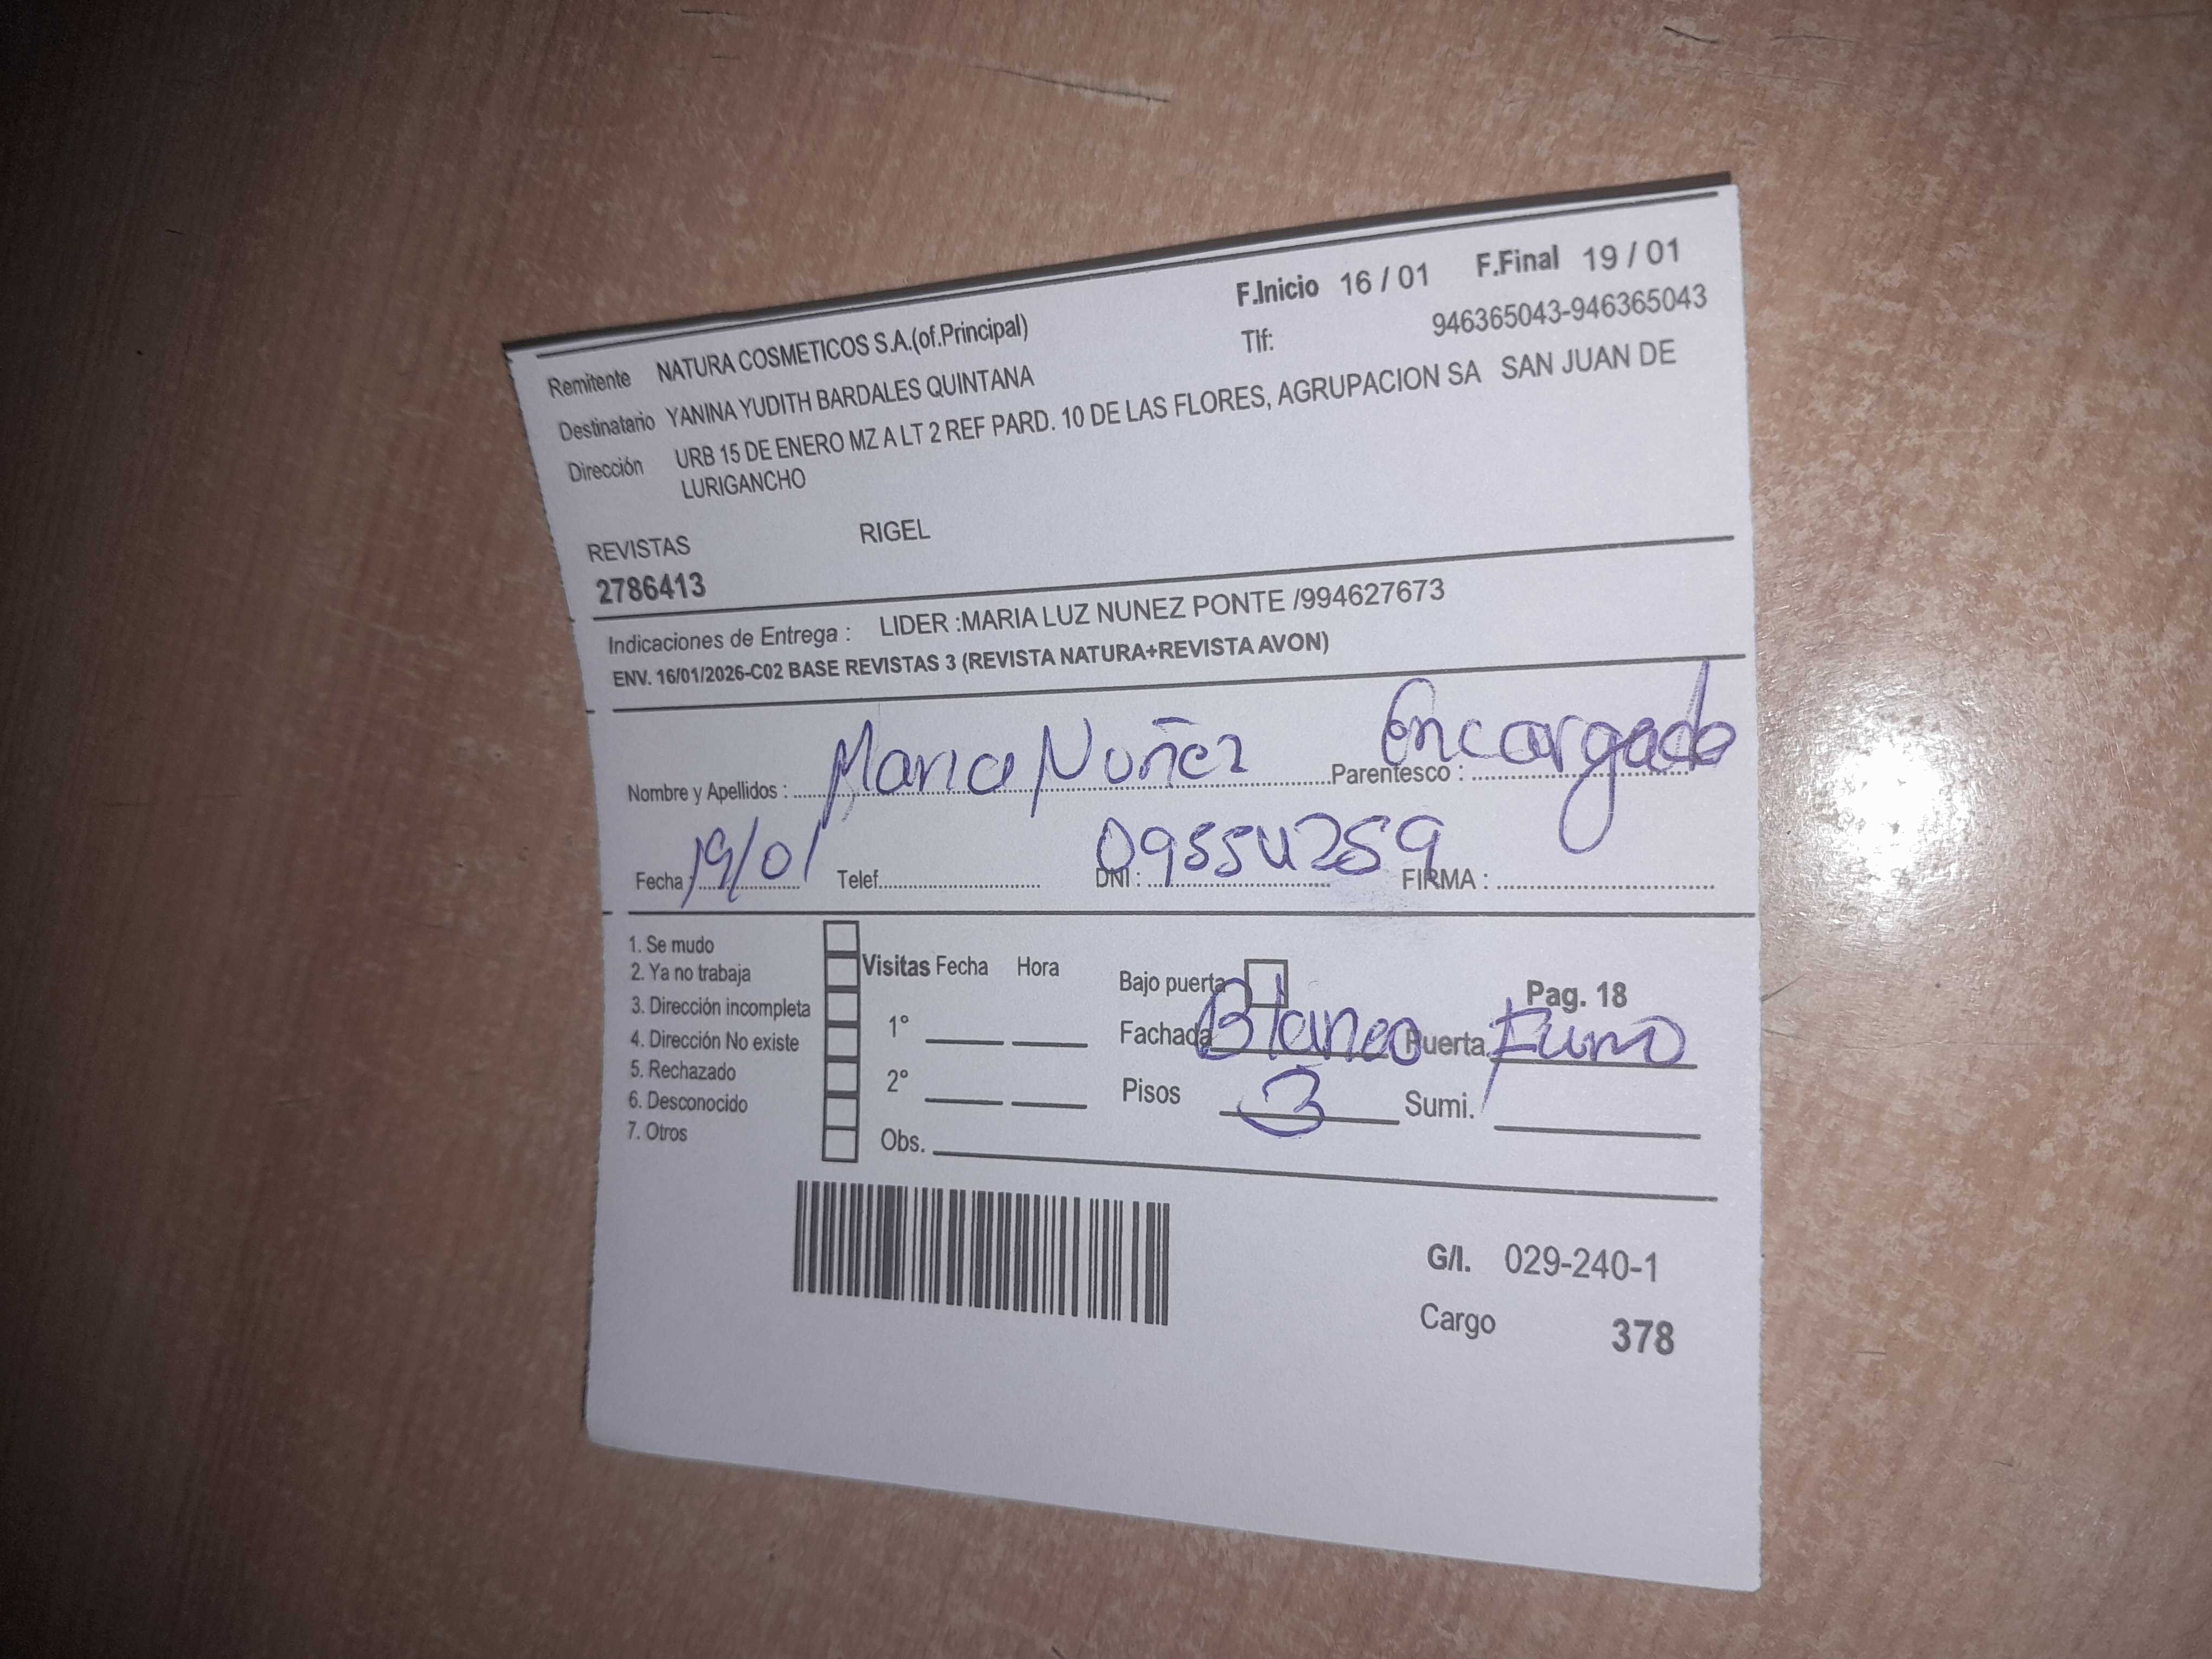 F.Inicio 16 / 01 F.Final 19 / 01
Remitente NATURA COSMETICOS S.A.(of.Principal) Tlf: 946365043-946365043
Destinatario YANINA YUDITH BARDALES QUINTANA
Dirección URB 15 DE ENERO MZ A LT 2 REF PARD. 10 DE LAS FLORES, AGRUPACION SA SAN JUAN DE
LURIGANCHO
REVISTAS RIGEL
2786413
Indicaciones de Entrega : LIDER :MARIA LUZ NUNEZ PONTE /994627673
ENV. 16/01/2026-C02 BASE REVISTAS 3 (REVISTA NATURA+REVISTA AVON)
Nombre y Apellidos : Maria Nuñez Parentesco : Encargado
Fecha : 19/01 Telef. DNI : 09554259 FIRMA :
1. Se mudo
2. Ya no trabaja
3. Dirección incompleta
4. Dirección No existe
5. Rechazado
6. Desconocido
7. Otros
Visitas Fecha Hora
1°
2°
Obs.
Bajo puerta Pag. 18
Fachada Blanco Puerta
Pisos 3 Sumi.
G/I. 029-240-1
Cargo 378